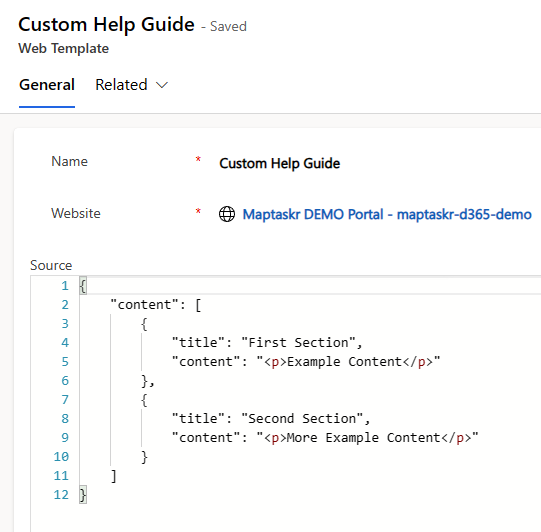 Custom Help Guide - Saved
Web Template
General Related
Name * Custom Help Guide
Website * Maptaskr DEMO Portal - maptaskr-d365-demo
Source
1 {
2     "content": [
3         {
4             "title": "First Section",
5             "content": "<p>Example Content</p>"
6         },
7         {
8             "title": "Second Section",
9             "content": "<p>More Example Content</p>"
10         }
11     ]
12 }